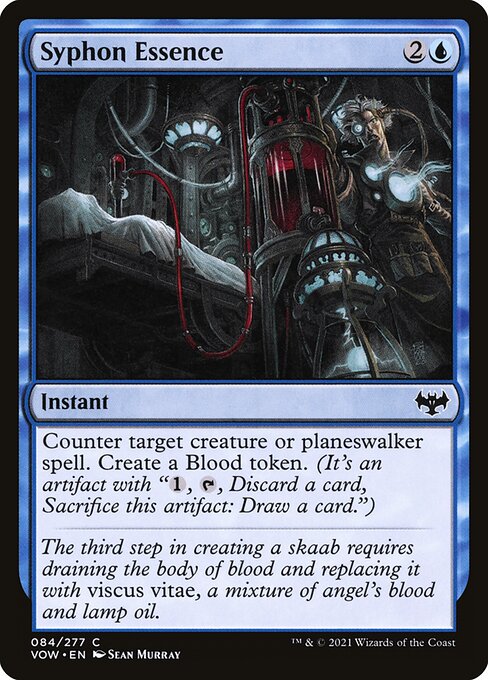 Syphon Essence 2
Instant
Counter target creature or planeswalker
spell. Create a Blood token. (It's an
artifact with “1, , Discard a card,
Sacrifice this artifact: Draw a card.”)
The third step in creating a skaab requires
draining the body of blood and replacing it
with viscus vitae, a mixture of angel's blood
and lamp oil.
084/277 C
VOW • EN Sean Murray
™ & © 2021 Wizards of the Coast